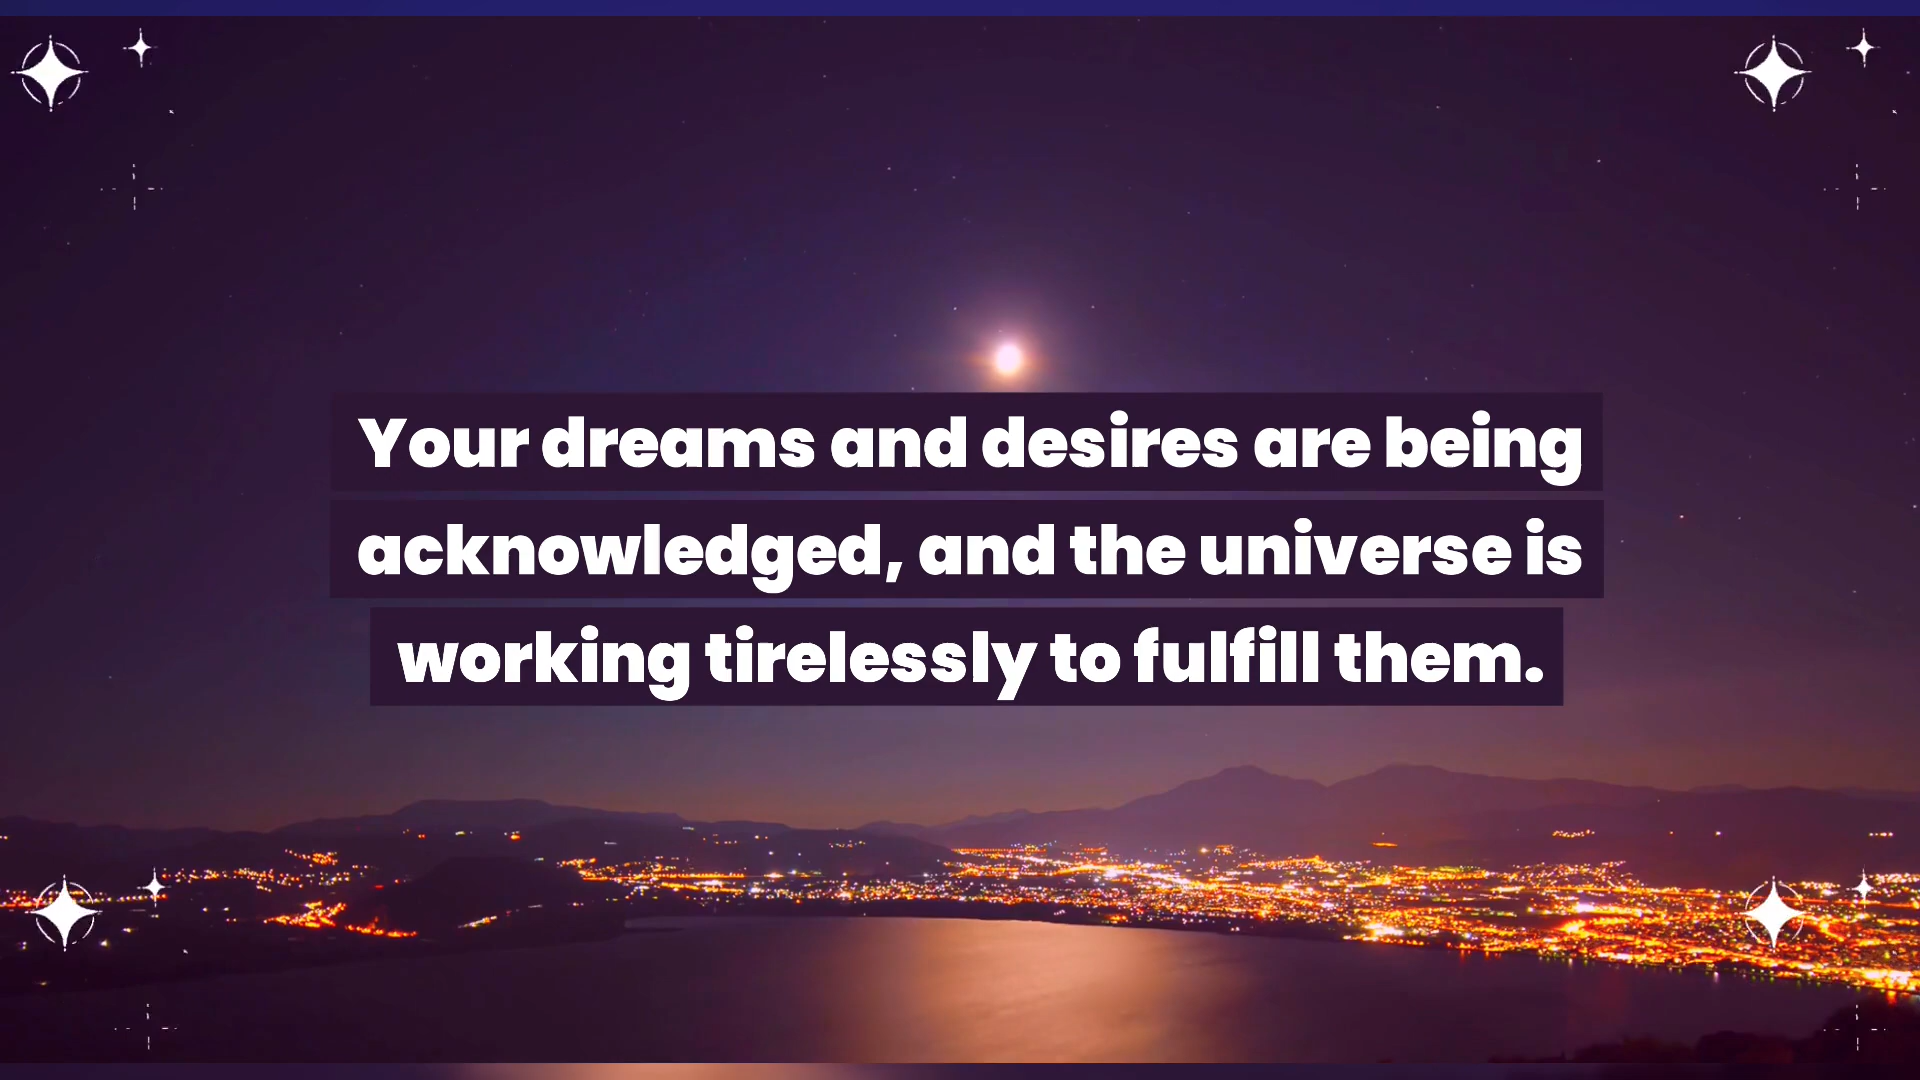 Your dreams and desires are being
acknowledged, and the universe is
working tirelessly to fulfill them.